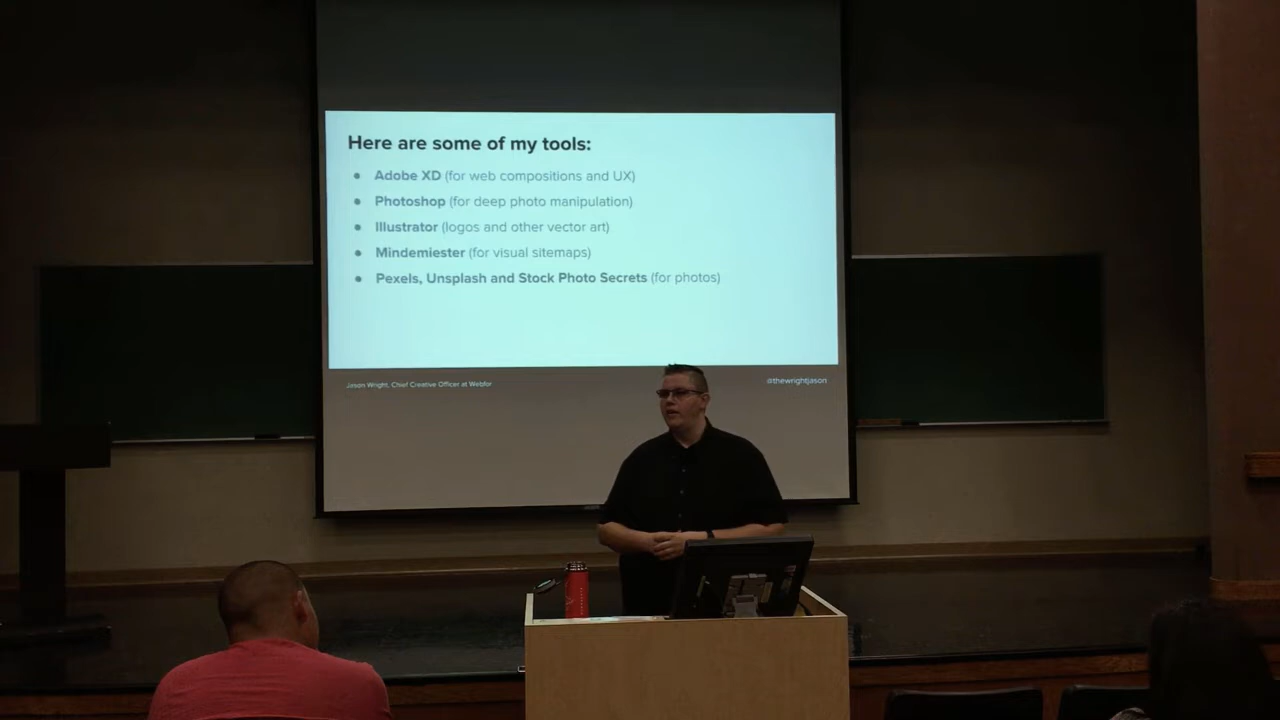 Here are some of my tools:
• Adobe XD (for web compositions and UX)
• Photoshop (for deep photo manipulation)
• Illustrator (logos and other vector art)
• Mindemiester (for visual sitemaps)
• Pexels, Unsplash and Stock Photo Secrets (for photos)
Jason Wright, Chief Creative Officer at Webfor
@thewrightjason